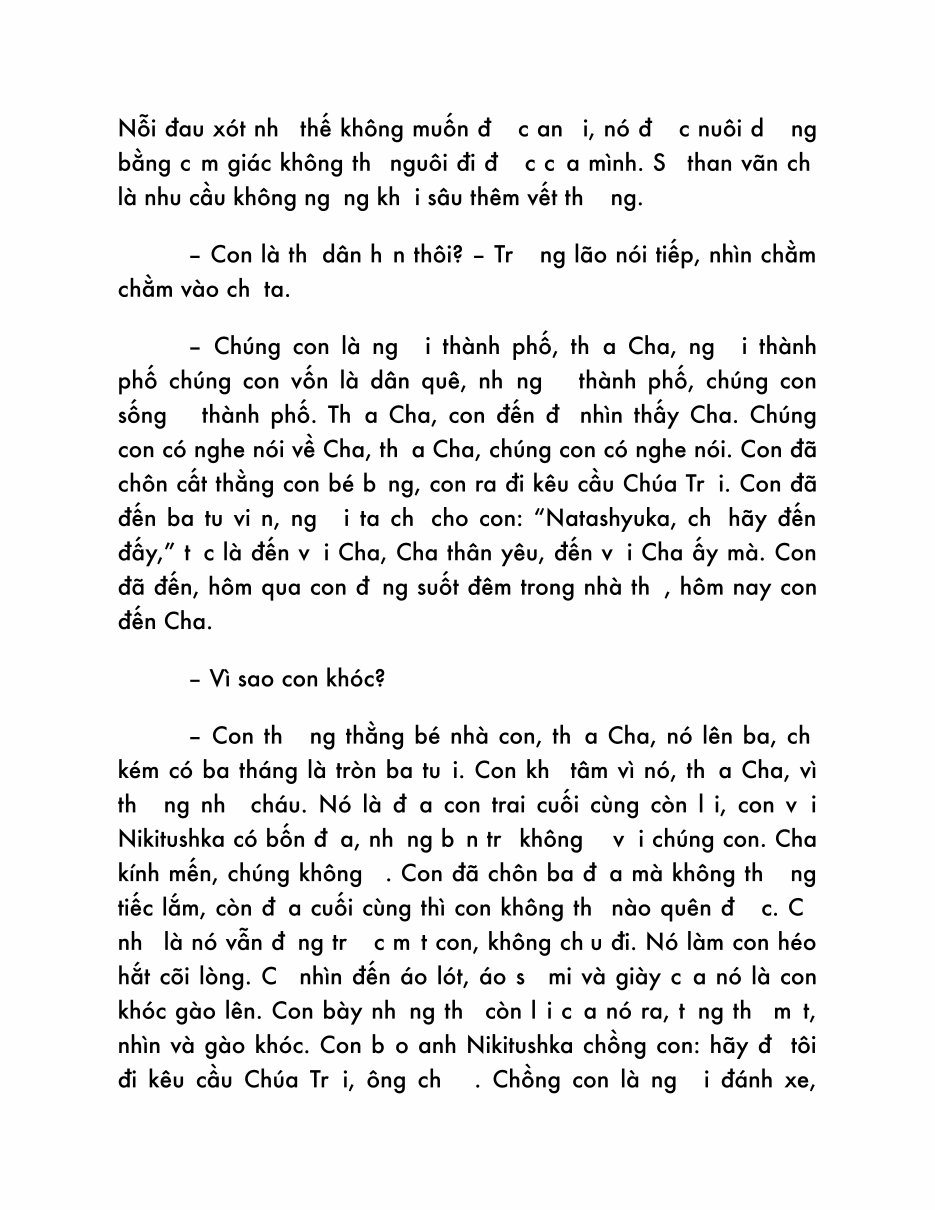 Nỗi đau xót nh thế không muốn đ c an i, nó đ c nuôi d ng
bằng c m giác không th nguôi đi đ c c a mình. S than vãn ch
là nhu cầu không ng ng kh i sâu thêm vết th ng.
– Con là th dân h n thôi? – Tr ng lão nói tiếp, nhìn chằm
chằm vào ch ta.
– Chúng con là ng i thành phố, th a Cha, ng i thành
phố chúng con vốn là dân quê, nh ng thành phố, chúng con
sống thành phố. Th a Cha, con đến đ nhìn thấy Cha. Chúng
con có nghe nói về Cha, th a Cha, chúng con có nghe nói. Con đã
chôn cất thằng con bé b ng, con ra đi kêu cầu Chúa Tr i. Con đã
đến ba tu vi n, ng i ta ch cho con: “Natashyuka, ch hãy đến
đấy,” t c là đến v i Cha, Cha thân yêu, đến v i Cha ấy mà. Con
đã đến, hôm qua con đ ng suốt đêm trong nhà th , hôm nay con
đến Cha.
– Vì sao con khóc?
– Con th ng thằng bé nhà con, th a Cha, nó lên ba, ch
kém có ba tháng là tròn ba tu i. Con kh tâm vì nó, th a Cha, vì
th ng nh cháu. Nó là đ a con trai cuối cùng còn l i, con v i
Nikitushka có bốn đ a, nh ng b n tr không v i chúng con. Cha
kính mến, chúng không . Con đã chôn ba đ a mà không th ng
tiếc lắm, còn đ a cuối cùng thì con không th nào quên đ c. C
nh là nó vẫn đ ng tr c m t con, không ch u đi. Nó làm con héo
hắt cõi lòng. C nhìn đến áo lót, áo s mi và giày c a nó là con
khóc gào lên. Con bày nh ng th còn l i c a nó ra, t ng th m t,
nhìn và gào khóc. Con b o anh Nikitushka chồng con: hãy đ tôi
đi kêu cầu Chúa Tr i, ông ch . Chồng con là ng i đánh xe,